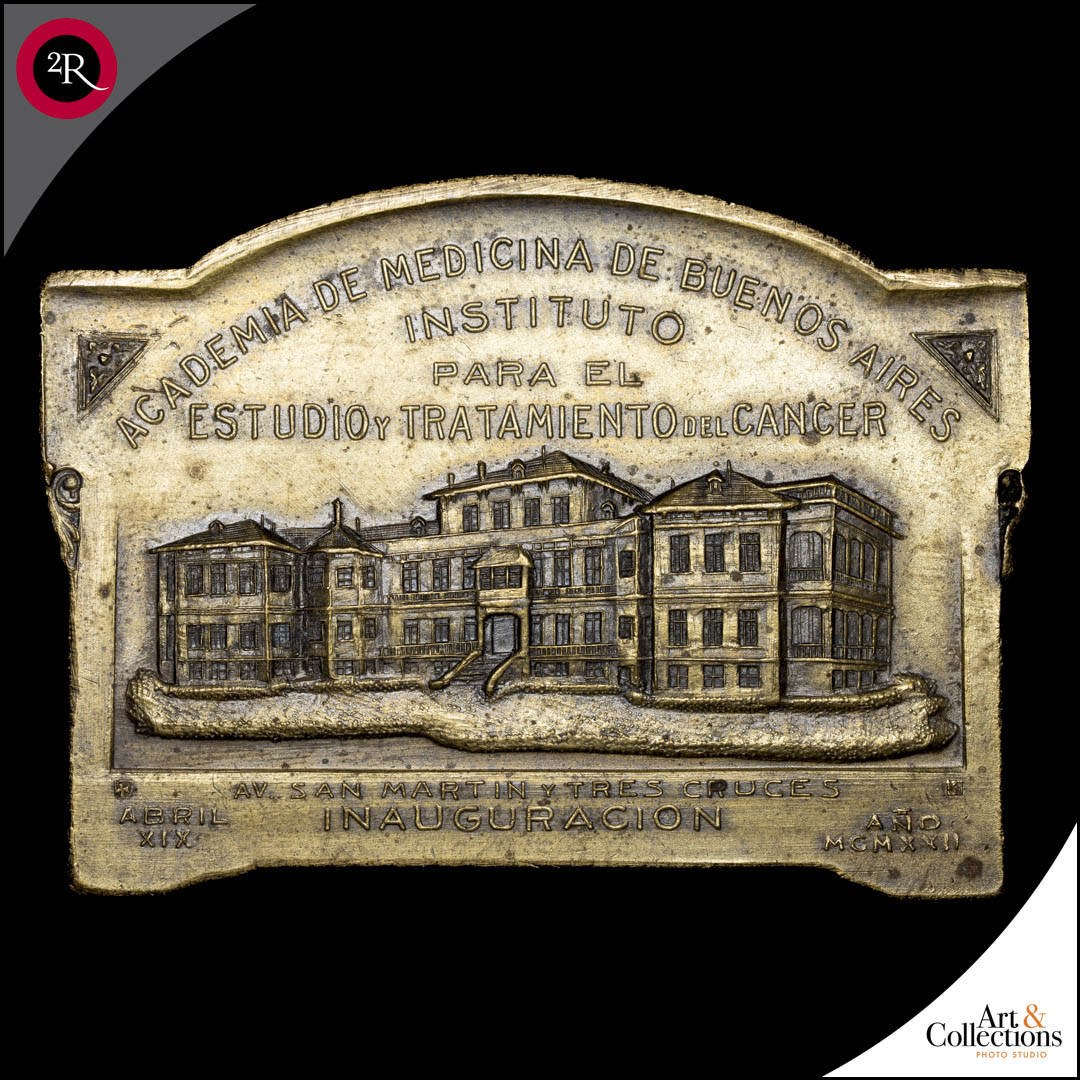 2R
ACADEMIA DE MEDICINA DE BUENOS AIRES
INSTITUTO
PARA EL
ESTUDIO Y TRATAMIENTO DEL CANCER
AV. SAN MARTIN Y TRES CRUCES
ABRIL
XIX
INAUGURACION
AÑO
MCMXXII
Art &
Collections
PHOTO STUDIO